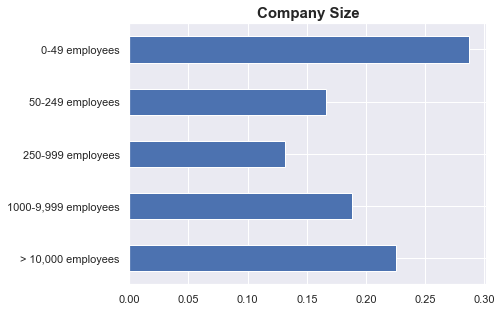 Company Size
0-49 employees
50-249 employees
250-999 employees
1000-9,999 employees
> 10,000 employees
0.00 0.05 0.10 0.15 0.20 0.25 0.30